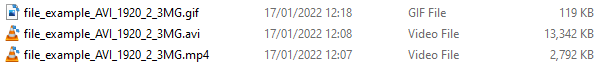 file_example_AVI_1920_2_3MG.gif 17/01/2022 12:18 GIF File 119 KB
file_example_AVI_1920_2_3MG.avi 17/01/2022 12:08 Video File 13,342 KB
file_example_AVI_1920_2_3MG.mp4 17/01/2022 12:07 Video File 2,792 KB